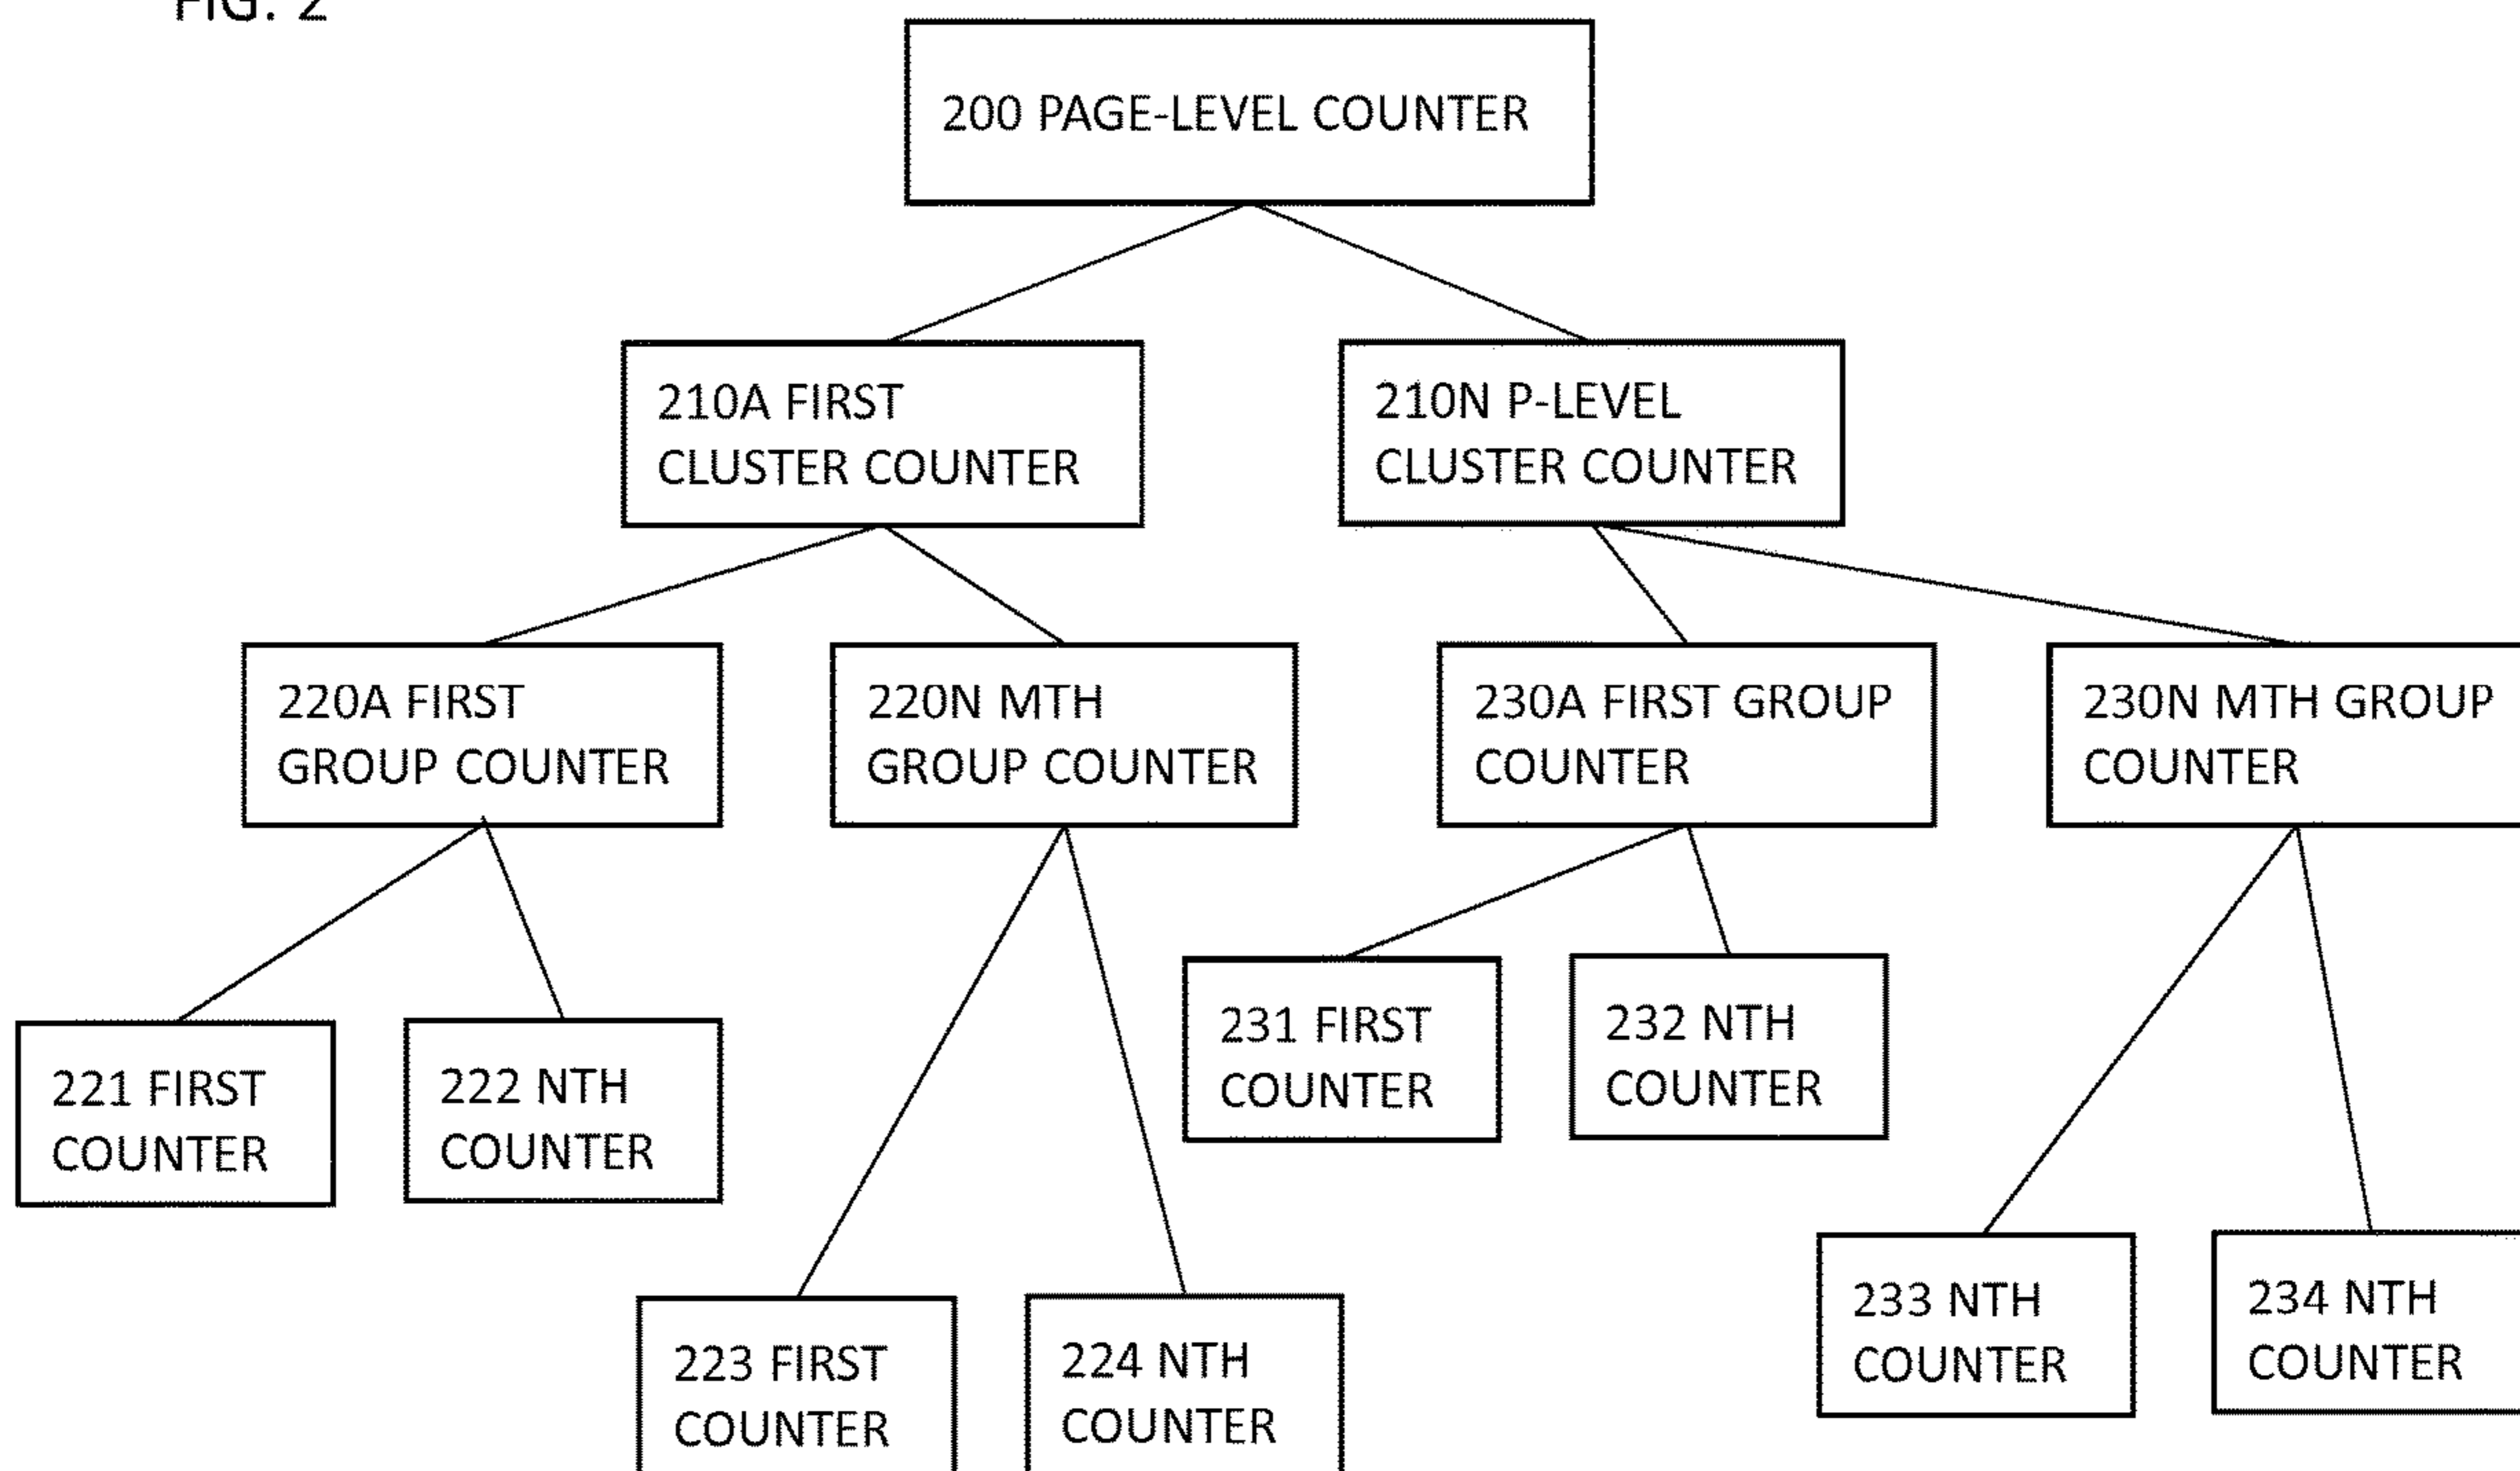 FIG. 2
200 PAGE-LEVEL COUNTER
210A FIRST
CLUSTER COUNTER
210N P-LEVEL
CLUSTER COUNTER
220A FIRST
GROUP COUNTER
220N MTH
GROUP COUNTER
230A FIRST GROUP
COUNTER
230N MTH GROUP
COUNTER
221 FIRST
COUNTER
222 NTH
COUNTER
231 FIRST
COUNTER
232 NTH
COUNTER
223 FIRST
COUNTER
224 NTH
COUNTER
233 NTH
COUNTER
234 NTH
COUNTER